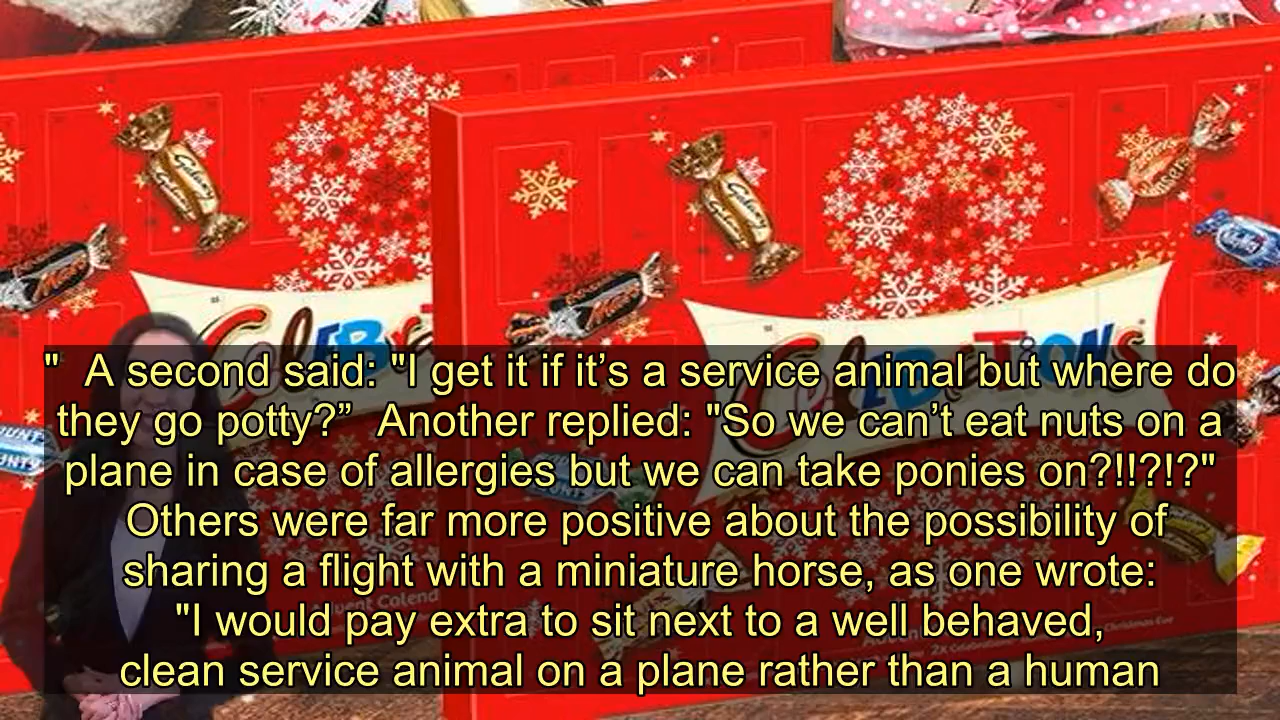 Galaxy
Galaxy
CELEBRATIONS
"  A second said: "I get it if it’s a service animal but where do
they go potty?”  Another replied: "So we can’t eat nuts on a
plane in case of allergies but we can take ponies on?!!?!?"
Others were far more positive about the possibility of
sharing a flight with a miniature horse, as one wrote:
"I would pay extra to sit next to a well behaved,
clean service animal on a plane rather than a human